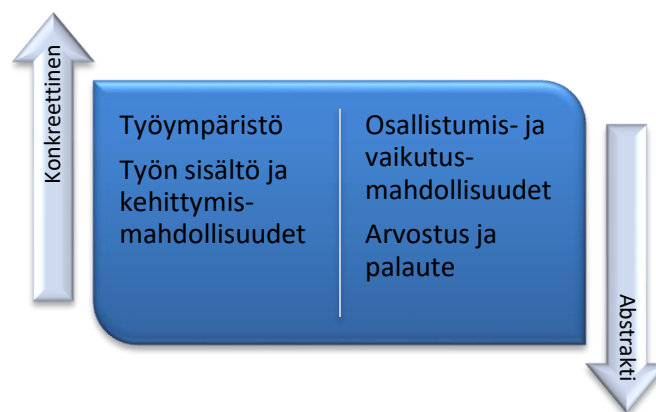 Konkreettinen
Työympäristö
Työn sisältö ja
kehittymis-
mahdollisuudet
Osallistumis- ja
vaikutus-
mahdollisuudet
Arvostus ja
palaute
Abstrakti